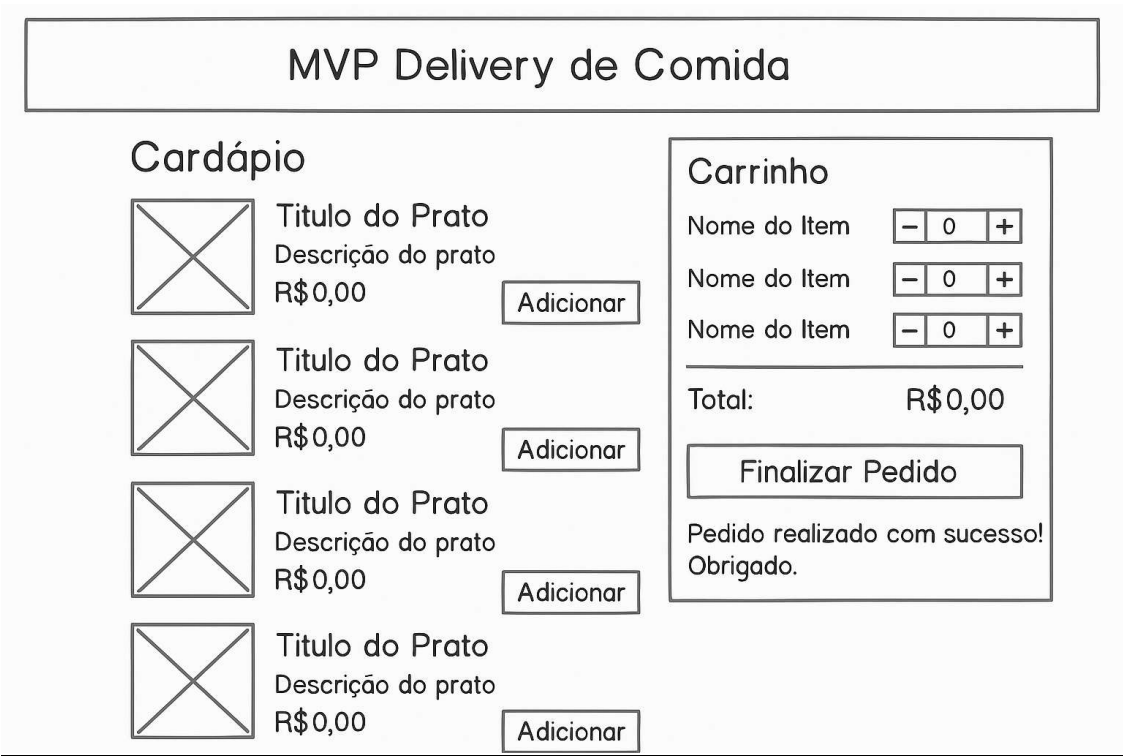 MVP Delivery de Comida
Cardápio
Titulo do Prato
Descrição do prato
R$0,00
Adicionar
Titulo do Prato
Descrição do prato
R$0,00
Adicionar
Titulo do Prato
Descrição do prato
R$0,00
Adicionar
Titulo do Prato
Descrição do prato
R$0,00
Adicionar
Carrinho
Nome do Item − 0 +
Nome do Item − 0 +
Nome do Item − 0 +
Total: R$0,00
Finalizar Pedido
Pedido realizado com sucesso!
Obrigado.